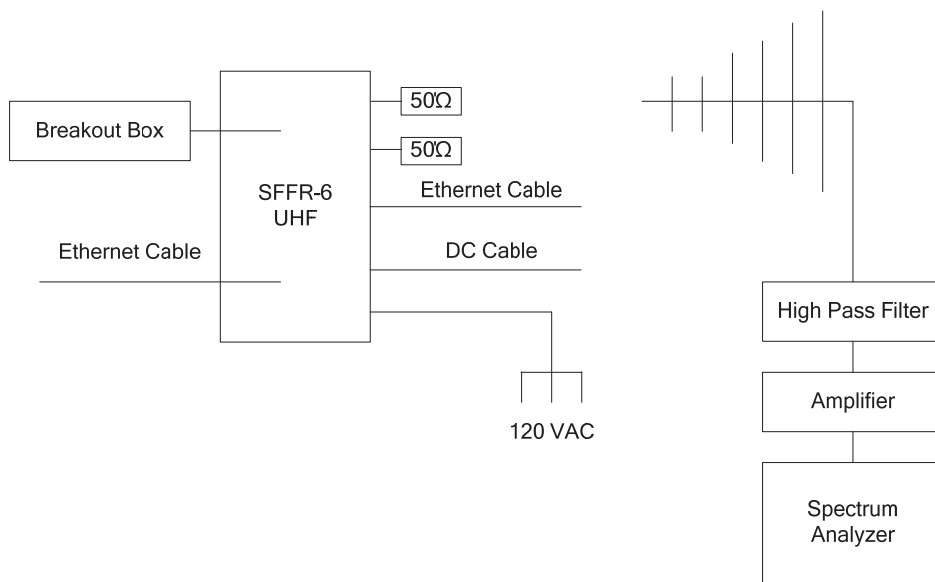 50Ω
Breakout Box
50Ω
SFFR-6
UHF
Ethernet Cable
Ethernet Cable
DC Cable
120 VAC
High Pass Filter
Amplifier
Spectrum
Analyzer